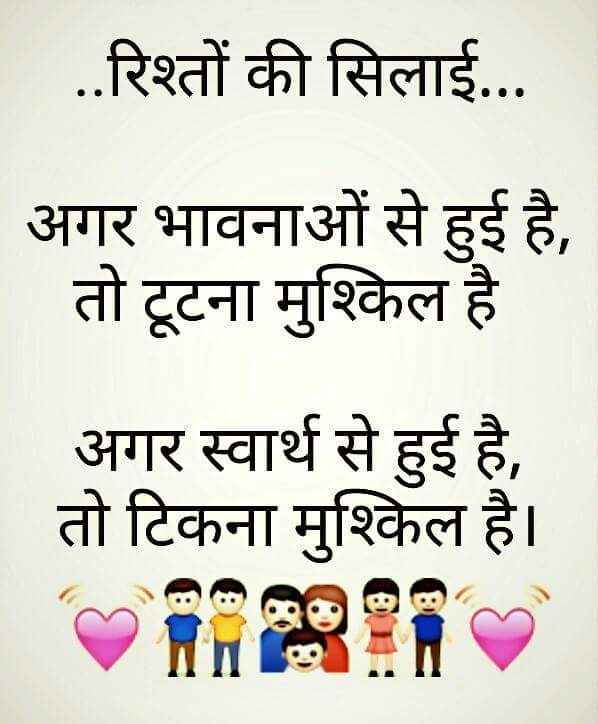 ..रिश्तों की सिलाई...
अगर भावनाओं से हुई है,
तो टूटना मुश्किल है
अगर स्वार्थ से हुई है,
तो टिकना मुश्किल है।